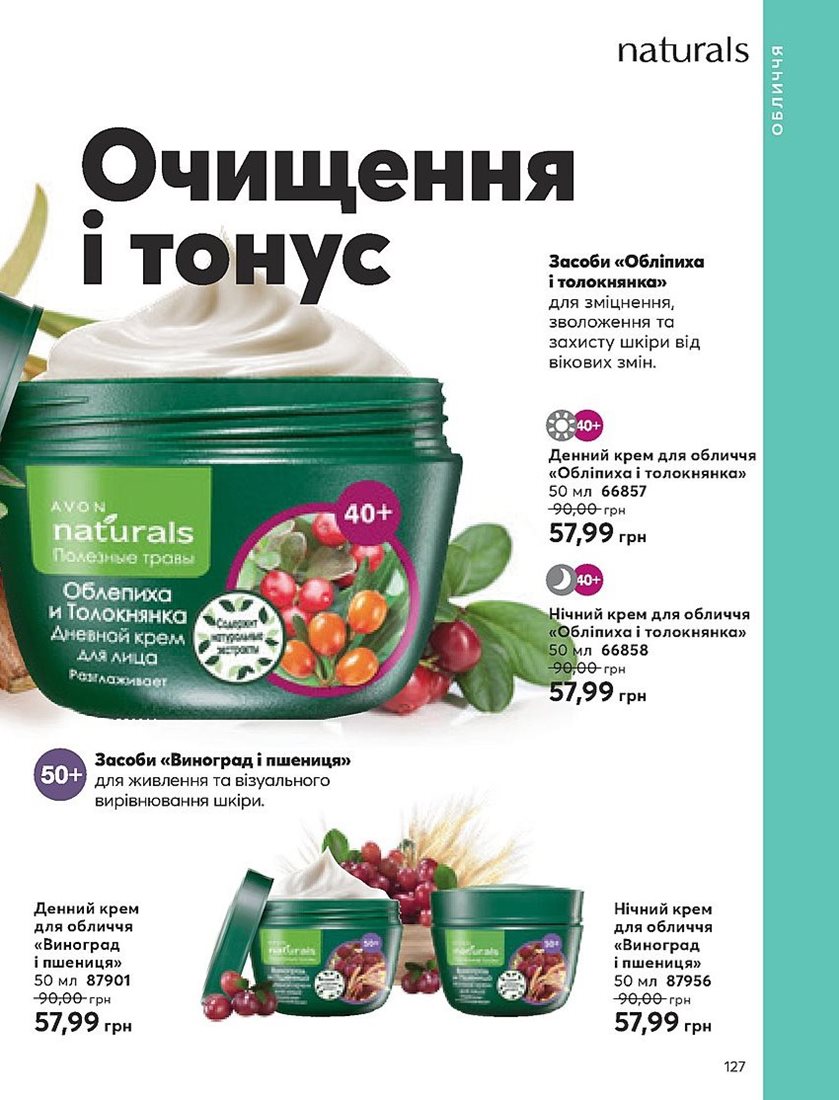 naturals
ОБЛИЧЧЯ
Очищення
і тонус
Засоби «Обліпиха
і толокнянка»
для зміцнення,
зволоження та
захисту шкіри від
вікових змін.
40+
Денний крем для обличчя
«Обліпиха і толокнянка»
50 мл 66857
90,00 грн
57,99 грн
40+
Нічний крем для обличчя
«Обліпиха і толокнянка»
50 мл 66858
90,00 грн
57,99 грн
AVON
naturals
Полезные травы
40+
Облепиха
и Толокнянка
Дневной крем
для лица
Разглаживает
Содержит
натуральные
экстракты
50+
Засоби «Виноград і пшениця»
для живлення та візуального
вирівнювання шкіри.
Денний крем
для обличчя
«Виноград
і пшениця»
50 мл 87901
90,00 грн
57,99 грн
naturals
50+
naturals
50+
Нічний крем
для обличчя
«Виноград
і пшениця»
50 мл 87956
90,00 грн
57,99 грн
127